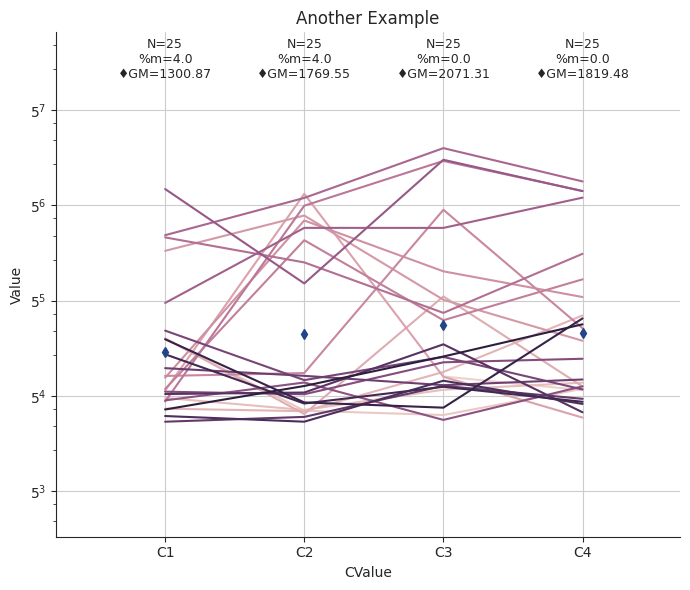 Another Example
N=25 N=25 N=25 N=25
%m=4.0 %m=4.0 %m=0.0 %m=0.0
♦GM=1300.87 ♦GM=1769.55 ♦GM=2071.31 ♦GM=1819.48
5⁷
5⁶
5⁵
5⁴
5³
Value
C1 C2 C3 C4
CValue